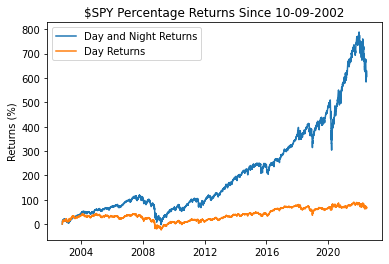 $SPY Percentage Returns Since 10-09-2002
Day and Night Returns
Day Returns
Returns (%)
800
700
600
500
400
300
200
100
0
2004 2008 2012 2016 2020